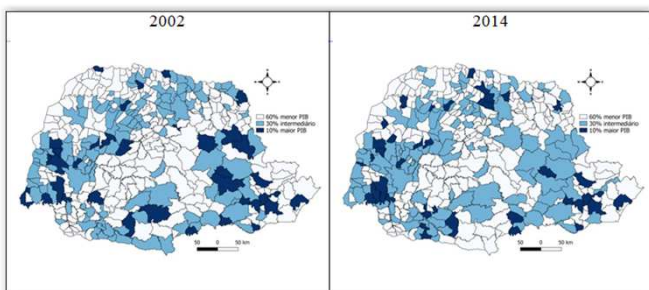 2002
60% menor PIB
30% intermediário
10% maior PIB
50 0 50 km
2014
60% menor PIB
30% intermediário
10% maior PIB
50 0 50 km